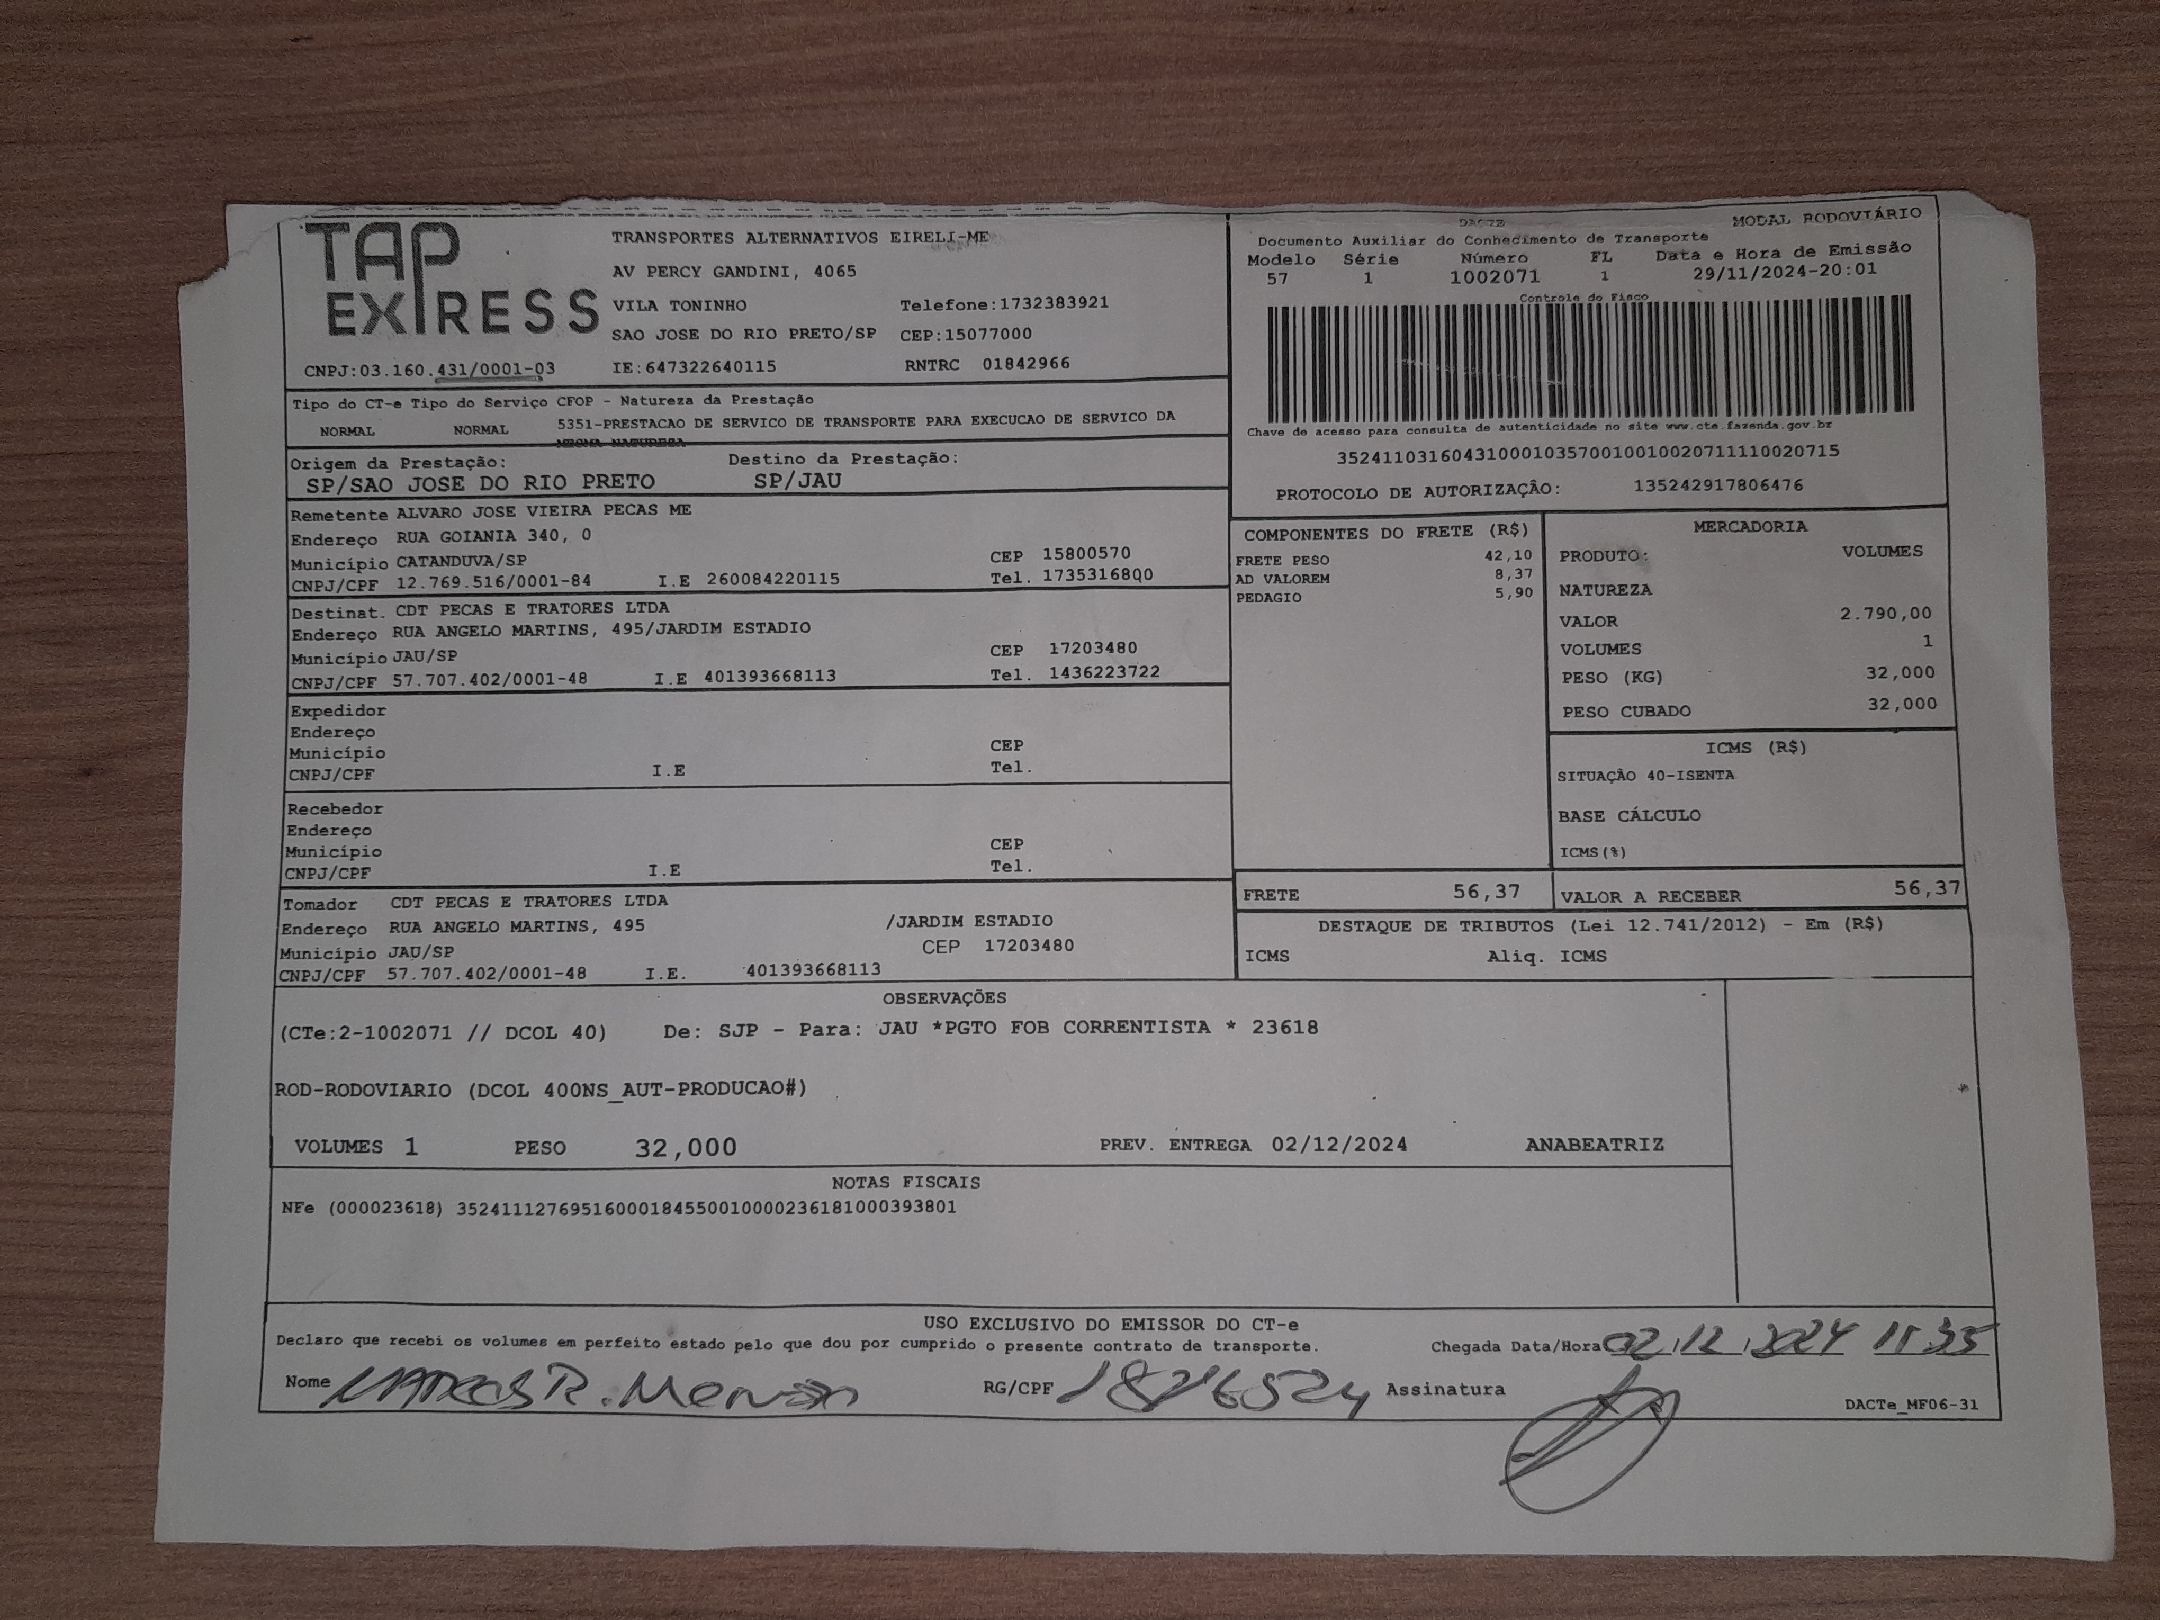 TAP EXPRESS
TRANSPORTES ALTERNATIVOS EIRELI-ME
AV PERCY GANDINI, 4065
VILA TONINHO Telefone:1732383921
SAO JOSE DO RIO PRETO/SP CEP:15077000
CNPJ:03.160.431/0001-03 IE:647322640115 RNTRC 01842966
DACTE MODAL RODOVIÁRIO
Documento Auxiliar do Conhecimento de Transporte
Modelo Série Número FL Data e Hora de Emissão
57 1 1002071 1 29/11/2024-20:01
Controle do Fisco
Chave de acesso para consulta de autenticidade no site www.cte.fazenda.gov.br
35241103160431000103570010010020711110020715
PROTOCOLO DE AUTORIZAÇÃO: 135242917806476
Tipo do CT-e Tipo do Serviço CFOP - Natureza da Prestação
NORMAL NORMAL 5351-PRESTACAO DE SERVICO DE TRANSPORTE PARA EXECUCAO DE SERVICO DA
MESMA NATUREZA
Origem da Prestação: Destino da Prestação:
SP/SAO JOSE DO RIO PRETO SP/JAU
Remetente ALVARO JOSE VIEIRA PECAS ME
Endereço RUA GOIANIA 340, 0
Município CATANDUVA/SP CEP 15800570
CNPJ/CPF 12.769.516/0001-84 I.E 260084220115 Tel. 1735316800
Destinat. CDT PECAS E TRATORES LTDA
Endereço RUA ANGELO MARTINS, 495/JARDIM ESTADIO
Município JAU/SP CEP 17203480
CNPJ/CPF 57.707.402/0001-48 I.E 401393668113 Tel. 1436223722
Expedidor
Endereço
Município CEP
CNPJ/CPF I.E Tel.
Recebedor
Endereço
Município CEP
CNPJ/CPF I.E Tel.
Tomador CDT PECAS E TRATORES LTDA
Endereço RUA ANGELO MARTINS, 495 /JARDIM ESTADIO
Município JAU/SP CEP 17203480
CNPJ/CPF 57.707.402/0001-48 I.E. 401393668113
COMPONENTES DO FRETE (R$)
FRETE PESO 42,10
AD VALOREM 8,37
PEDAGIO 5,90
MERCADORIA
PRODUTO: VOLUMES
NATUREZA
VALOR 2.790,00
VOLUMES 1
PESO (KG) 32,000
PESO CUBADO 32,000
ICMS (R$)
SITUAÇÃO 40-ISENTA
BASE CÁLCULO
ICMS(%)
FRETE 56,37 VALOR A RECEBER 56,37
DESTAQUE DE TRIBUTOS (Lei 12.741/2012) - Em (R$)
ICMS Aliq. ICMS
OBSERVAÇÕES
(CTe:2-1002071 // DCOL 40) De: SJP - Para: JAU *PGTO FOB CORRENTISTA * 23618
ROD-RODOVIARIO (DCOL 400NS_AUT-PRODUCAO#)
VOLUMES 1 PESO 32,000 PREV. ENTREGA 02/12/2024 ANABEATRIZ
NOTAS FISCAIS
NFe (000023618) 35241112769516000184550010000236181000393801
USO EXCLUSIVO DO EMISSOR DO CT-e
Declaro que recebi os volumes em perfeito estado pelo que dou por cumprido o presente contrato de transporte. Chegada Data/Hora 02/12/2024 11:35
Nome MARCOS R. RG/CPF Assinatura
DACTe_MF06-31